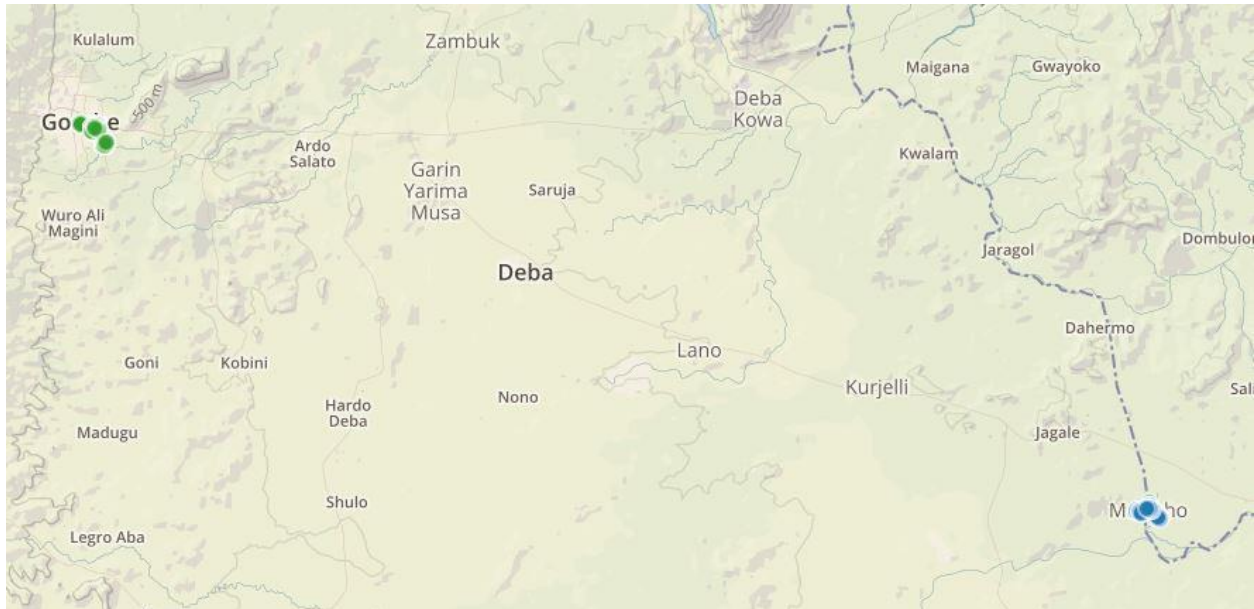 Kulalum
Zambuk
Maigana
Gwayoko
-500 m
Deba
Kowa
Ardo
Salato
Kwalam
Garin
Yarima
Musa
Saruja
Wuro Ali
Magini
Jaragol
Deba
Dahermo
Lano
Goni
Kobini
Kurjelli
Nono
Hardo
Deba
Madugu
Jagale
Shulo
Legro Aba